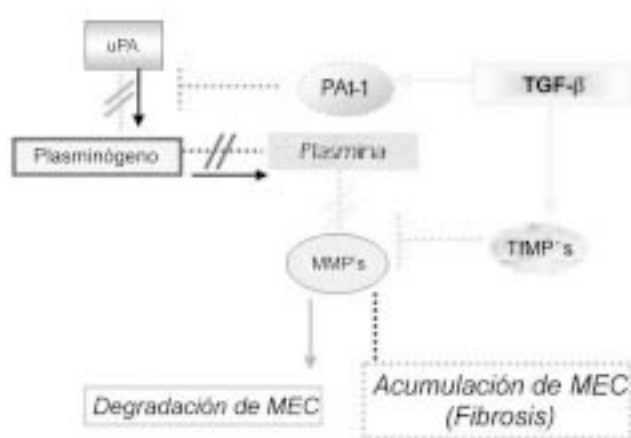 uPA
PAI-1
TGF-β
Plasminógeno
Plasmina
MMP's
TIMP´s
Degradación de MEC
Acumulación de MEC
(Fibrosis)